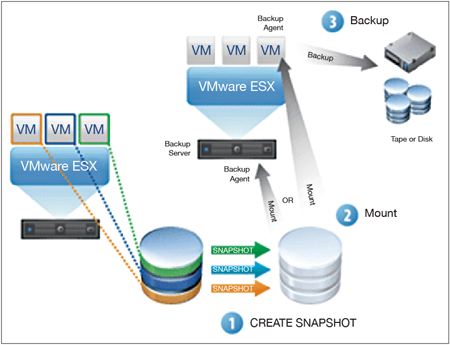 3 Backup
Backup
Agent
VM VM VM
Backup
VMware ESX
Tape or Disk
VM VM VM
Backup
Server
VMware ESX
Backup
Agent
Mount
OR
Mount
2 Mount
SNAPSHOT
SNAPSHOT
SNAPSHOT
1 CREATE SNAPSHOT